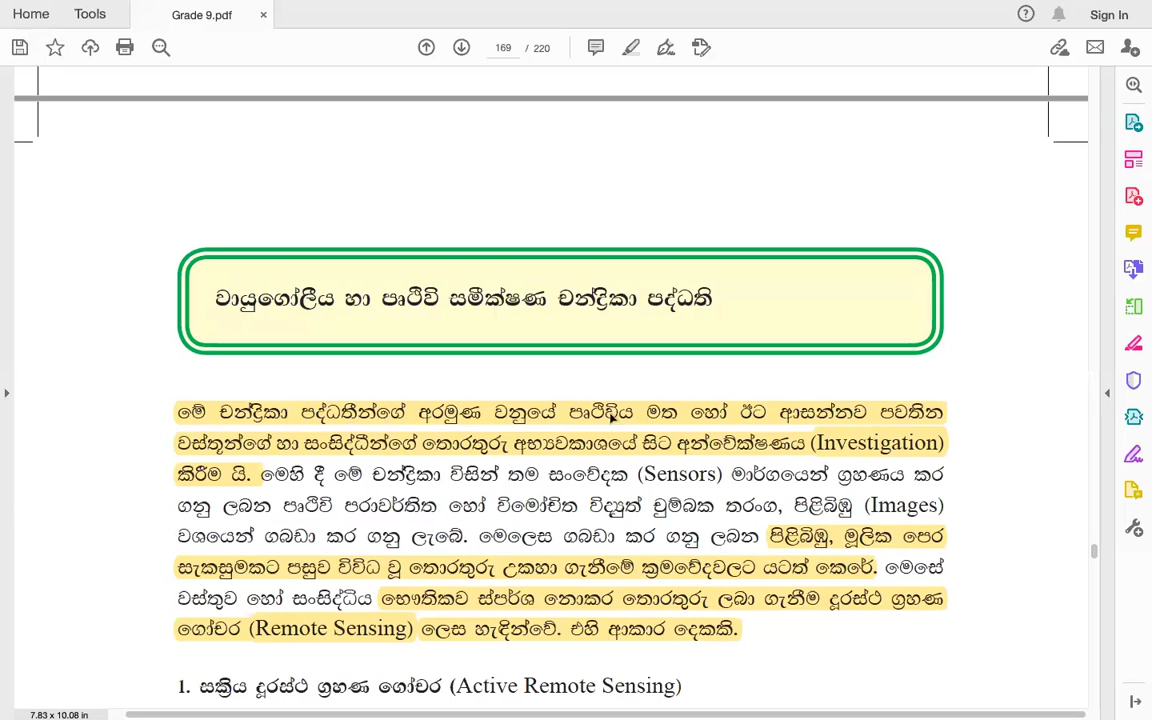 Home Tools Grade 9.pdf × Sign In
169 / 220
වායුගෝලීය හා පෘථිවි සමීක්ෂණ චන්ද්‍රිකා පද්ධති
මේ චන්ද්‍රිකා පද්ධතීන්ගේ අරමුණ වනුයේ පෘථිවිය මත හෝ ඊට ආසන්නව පවතින
වස්තූන්ගේ හා සංසිද්ධීන්ගේ තොරතුරු අභ්‍යවකාශයේ සිට අන්වේක්ෂණය (Investigation)
කිරීම යි. මෙහි දී මේ චන්ද්‍රිකා විසින් තම සංවේදක (Sensors) මාර්ගයෙන් ග්‍රහණය කර
ගනු ලබන පෘථිවි පරාවර්තිත හෝ විමෝචිත විද්‍යුත් චුම්බක තරංග, පිළිබිඹු (Images)
වශයෙන් ගබඩා කර ගනු ලැබේ. මෙලෙස ගබඩා කර ගනු ලබන පිළිබිඹු, මූලික පෙර
සැකසුමකට පසුව විවිධ වූ තොරතුරු උකහා ගැනීමේ ක්‍රමවේදවලට යටත් කෙරේ. මෙසේ
වස්තුව හෝ සංසිද්ධිය භෞතිකව ස්පර්ශ නොකර තොරතුරු ලබා ගැනීම දූරස්ථ ග්‍රහණ
ගෝචර (Remote Sensing) ලෙස හැඳින්වේ. එහි ආකාර දෙකකි.
1. සක්‍රිය දූරස්ථ ග්‍රහණ ගෝචර (Active Remote Sensing)
7.83 x 10.08 in